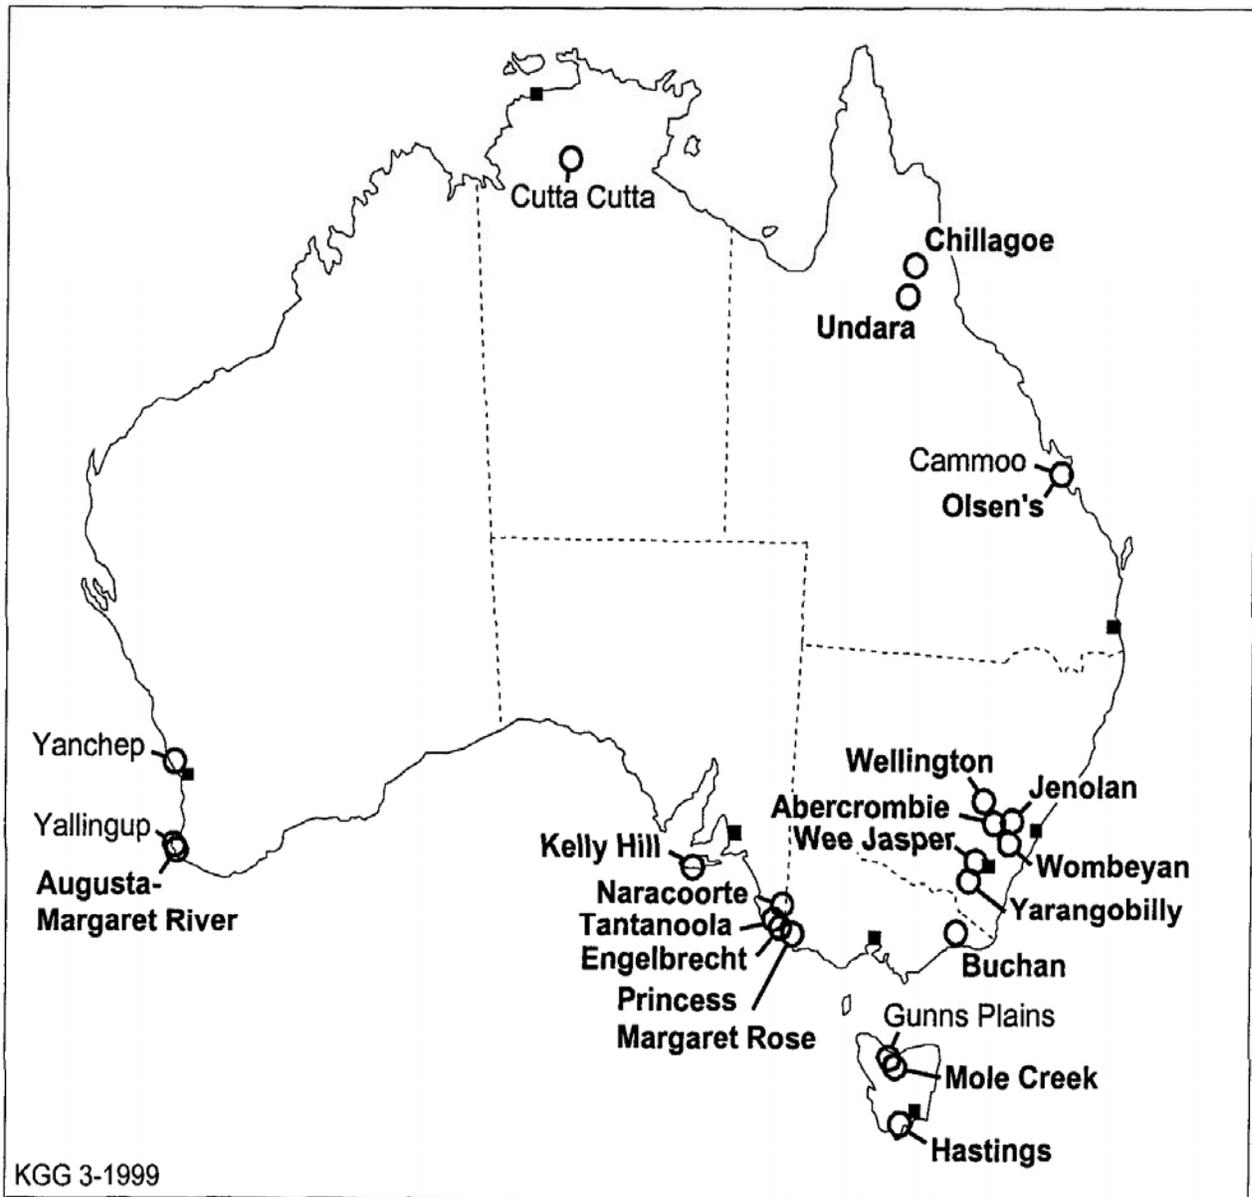 Cutta Cutta
Chillagoe
Undara
Cammoo
Olsen's
Yanchep
Yallingup
Augusta-
Margaret River
Wellington
Jenolan
Abercrombie
Wee Jasper
Kelly Hill
Wombeyan
Naracoorte
Yarangobilly
Tantanoola
Engelbrecht
Buchan
Princess
Margaret Rose
Gunns Plains
Mole Creek
Hastings
KGG 3-1999